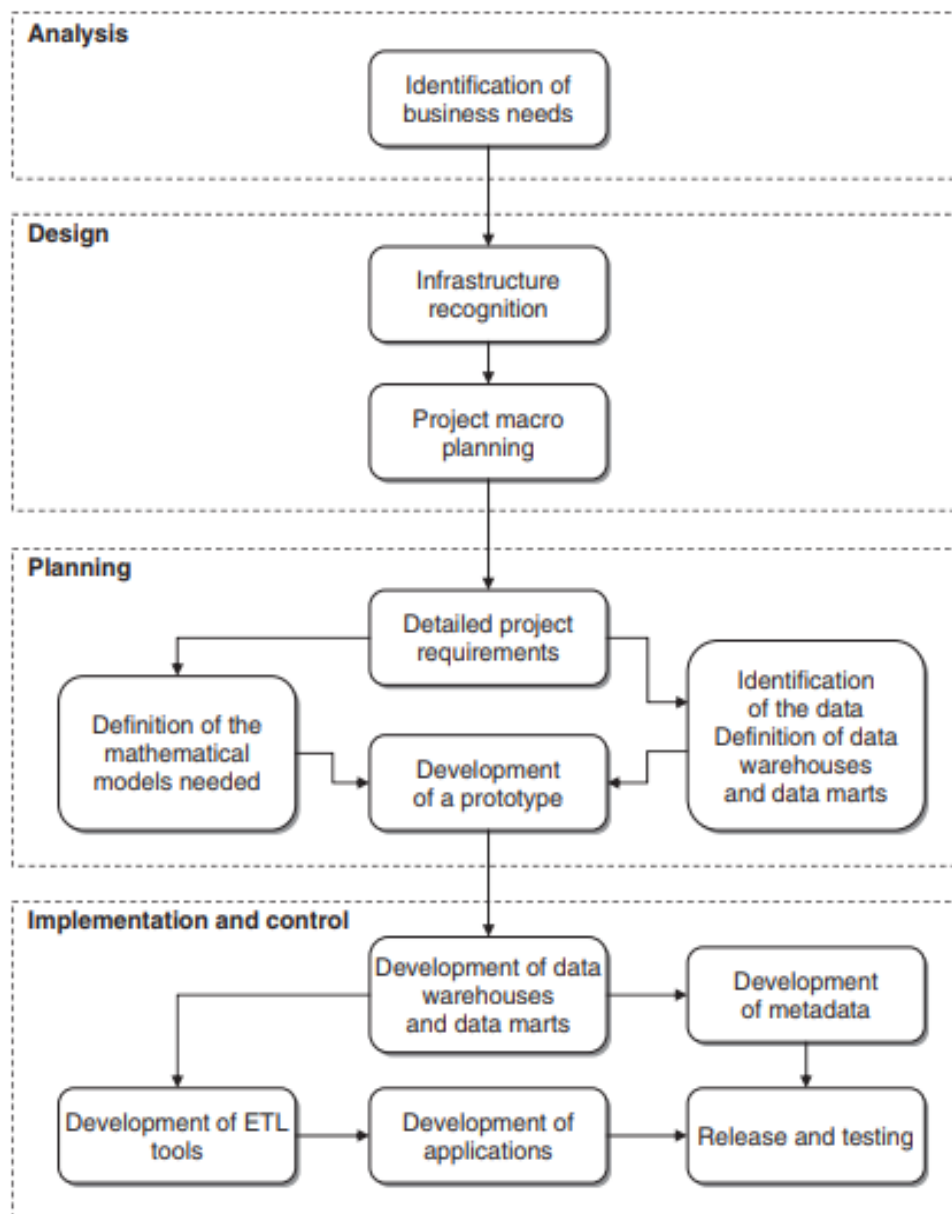 Analysis
Identification of
business needs
Design
Infrastructure
recognition
Project macro
planning
Planning
Detailed project
requirements
Definition of the
mathematical
models needed
Development
of a prototype
Identification
of the data
Definition of data
warehouses
and data marts
Implementation and control
Development of data
warehouses
and data marts
Development
of metadata
Development of ETL
tools
Development of
applications
Release and testing